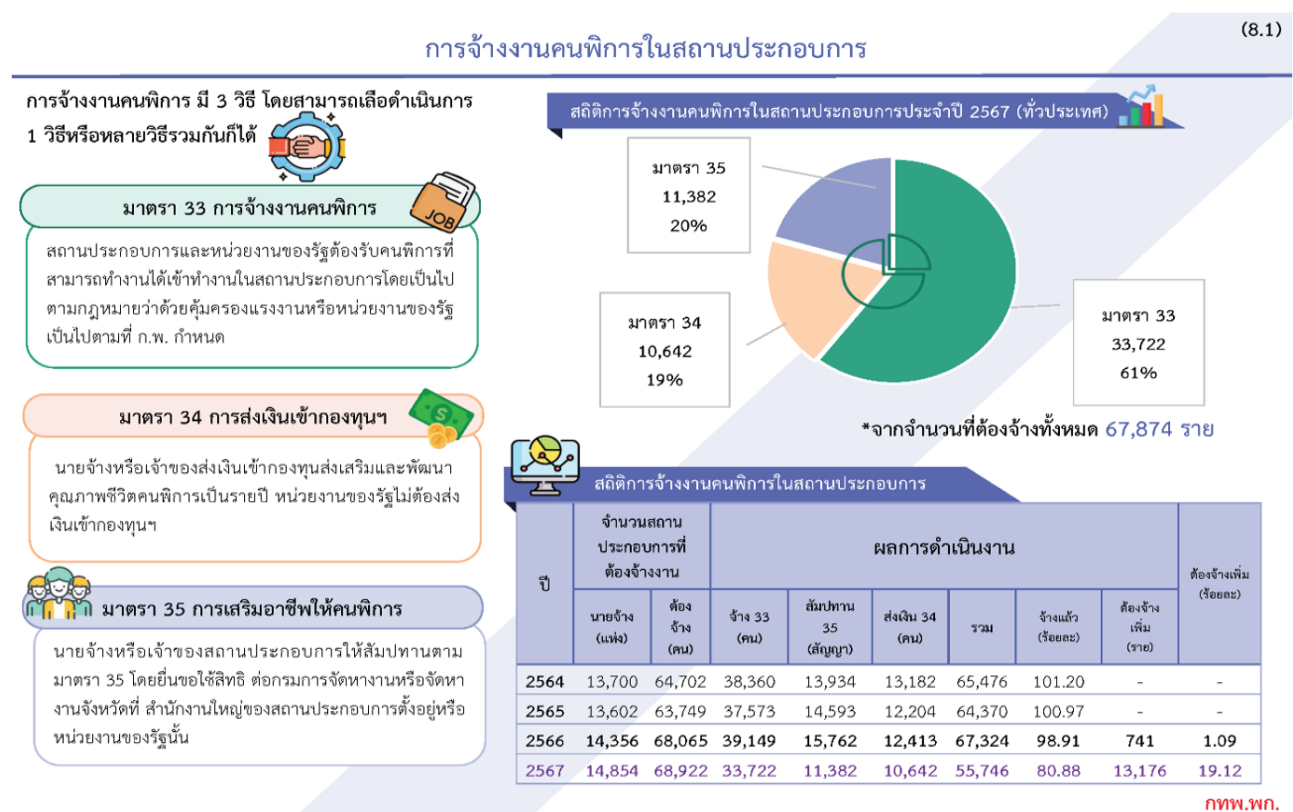 (8.1)
การจ้างงานคนพิการในสถานประกอบการ
การจ้างงานคนพิการ มี 3 วิธี โดยสามารถเลือดำเนินการ
1 วิธีหรือหลายวิธีรวมกันก็ได้
มาตรา 33 การจ้างงานคนพิการ
JOB
สถานประกอบการและหน่วยงานของรัฐต้องรับคนพิการที่
สามารถทำงานได้เข้าทำงานในสถานประกอบการโดยเป็นไป
ตามกฎหมายว่าด้วยคุ้มครองแรงงานหรือหน่วยงานของรัฐ
เป็นไปตามที่ ก.พ. กำหนด
มาตรา 34 การส่งเงินเข้ากองทุนฯ
นายจ้างหรือเจ้าของส่งเงินเข้ากองทุนส่งเสริมและพัฒนา
คุณภาพชีวิตคนพิการเป็นรายปี หน่วยงานของรัฐไม่ต้องส่ง
เงินเข้ากองทุนฯ
มาตรา 35 การเสริมอาชีพให้คนพิการ
นายจ้างหรือเจ้าของสถานประกอบการให้สัมปทานตาม
มาตรา 35 โดยยื่นขอใช้สิทธิ ต่อกรมการจัดหางานหรือจัดหา
งานจังหวัดที่ สำนักงานใหญ่ของสถานประกอบการตั้งอยู่หรือ
หน่วยงานของรัฐนั้น
สถิติการจ้างงานคนพิการในสถานประกอบการประจำปี 2567 (ทั่วประเทศ)
มาตรา 35
11,382
20%
มาตรา 34
10,642
19%
มาตรา 33
33,722
61%
*จากจำนวนที่ต้องจ้างทั้งหมด 67,874 ราย
สถิติการจ้างงานคนพิการในสถานประกอบการ
ปี
จำนวนสถาน
ประกอบการที่
ต้องจ้างงาน
ผลการดำเนินงาน
ต้องจ้างเพิ่ม
(ร้อยละ)
นายจ้าง
(แห่ง)
ต้อง
จ้าง
(คน)
จ้าง 33
(คน)
สัมปทาน
35
(สัญญา)
ส่งเงิน 34
(คน)
รวม
จ้างแล้ว
(ร้อยละ)
ต้องจ้าง
เพิ่ม
(ราย)
2564 13,700 64,702 38,360 13,934 13,182 65,476 101.20 - -
2565 13,602 63,749 37,573 14,593 12,204 64,370 100.97 - -
2566 14,356 68,065 39,149 15,762 12,413 67,324 98.91 741 1.09
2567 14,854 68,922 33,722 11,382 10,642 55,746 80.88 13,176 19.12
กทพ.พก.